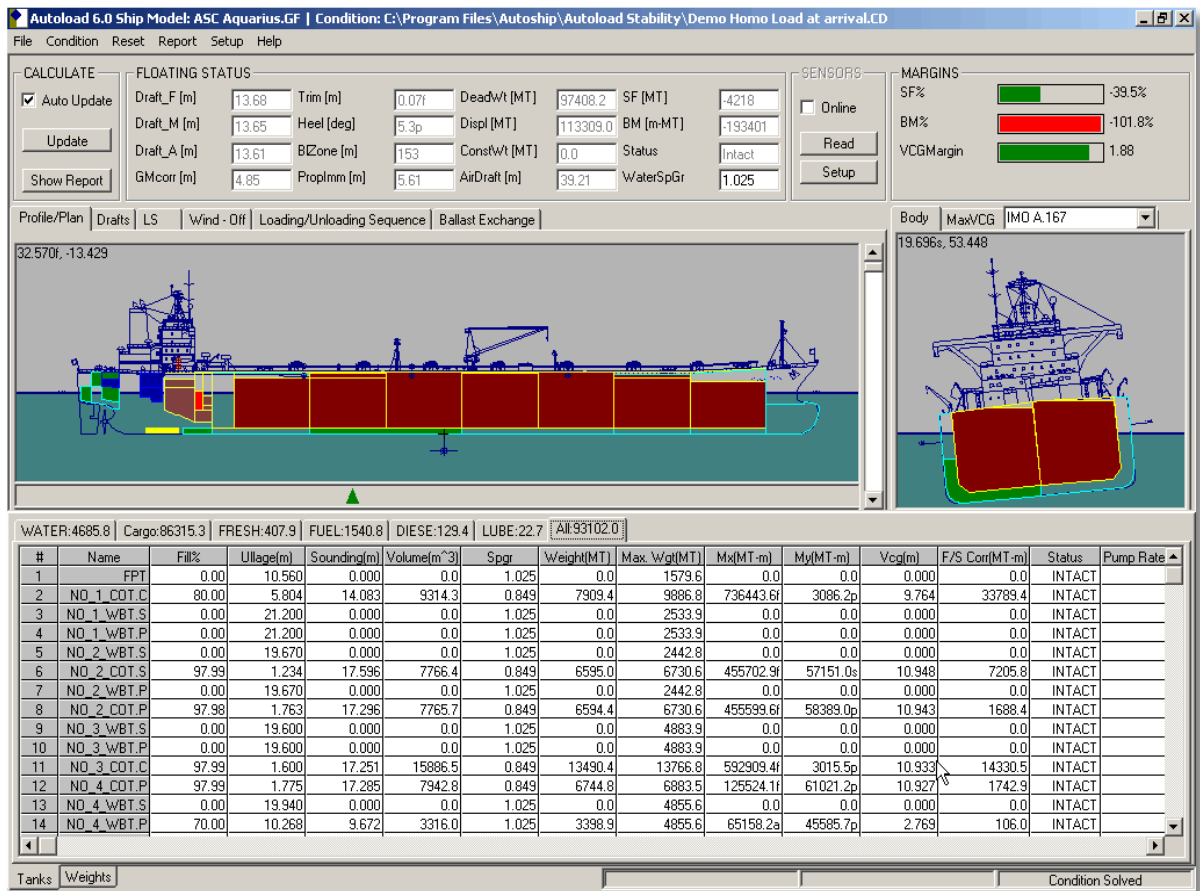 Autoload 6.0 Ship Model: ASC Aquarius.GF | Condition: C:\Program Files\Autoship\Autoload Stability\Demo Homo Load at arrival.CD
File Condition Reset Report Setup Help
CALCULATE
Auto Update
Update
Show Report
FLOATING STATUS
Draft_F [m] 13.68 Trim [m] 0.07f DeadWt [MT] 97408.2 SF [MT] -4218
Draft_M [m] 13.65 Heel [deg] 5.3p Displ [MT] 113309.0 BM [m-MT] -193401
Draft_A [m] 13.61 BlZone [m] 153 ConstWt [MT] 0.0 Status Intact
GMcorr [m] 4.85 PropImm [m] 5.61 AirDraft [m] 39.21 WaterSpGr 1.025
SENSORS
Online
Read
Setup
MARGINS
SF% -39.5%
BM% -101.8%
VCGMargin 1.88
Profile/Plan Drafts LS Wind - Off Loading/Unloading Sequence Ballast Exchange
Body MaxVCG IMO A.167
32.570f, -13.429
19.696s, 53.448
WATER:4685.8 Cargo:86315.3 FRESH:407.9 FUEL:1540.8 DIESE:129.4 LUBE:22.7 All:93102.0
# Name Fill% Ullage(m) Sounding(m) Volume(m^3) Spgr Weight(MT) Max. Wgt(MT) Mx(MT-m) My(MT-m) Vcg(m) F/S Corr(MT-m) Status Pump Rate
1 FPT 0.00 10.560 0.000 0.0 1.025 0.0 1579.6 0.0 0.0 0.000 0.0 INTACT
2 NO_1_COT.C 80.00 5.804 14.083 9314.3 0.849 7909.4 9886.8 736443.6f 3086.2p 9.764 33789.4 INTACT
3 NO_1_WBT.S 0.00 21.200 0.000 0.0 1.025 0.0 2533.9 0.0 0.0 0.000 0.0 INTACT
4 NO_1_WBT.P 0.00 21.200 0.000 0.0 1.025 0.0 2533.9 0.0 0.0 0.000 0.0 INTACT
5 NO_2_WBT.S 0.00 19.670 0.000 0.0 1.025 0.0 2442.8 0.0 0.0 0.000 0.0 INTACT
6 NO_2_COT.S 97.99 1.234 17.596 7766.4 0.849 6595.0 6730.6 455702.9f 57151.0s 10.948 7205.8 INTACT
7 NO_2_WBT.P 0.00 19.670 0.000 0.0 1.025 0.0 2442.8 0.0 0.0 0.000 0.0 INTACT
8 NO_2_COT.P 97.98 1.763 17.296 7765.7 0.849 6594.4 6730.6 455599.6f 58389.0p 10.943 1688.4 INTACT
9 NO_3_WBT.S 0.00 19.600 0.000 0.0 1.025 0.0 4883.9 0.0 0.0 0.000 0.0 INTACT
10 NO_3_WBT.P 0.00 19.600 0.000 0.0 1.025 0.0 4883.9 0.0 0.0 0.000 0.0 INTACT
11 NO_3_COT.C 97.99 1.600 17.251 15886.5 0.849 13490.4 13766.8 592909.4f 3015.5p 10.933 14330.5 INTACT
12 NO_4_COT.P 97.99 1.775 17.285 7942.8 0.849 6744.8 6883.5 125524.1f 61021.2p 10.927 1742.9 INTACT
13 NO_4_WBT.S 0.00 19.940 0.000 0.0 1.025 0.0 4855.6 0.0 0.0 0.000 0.0 INTACT
14 NO_4_WBT.P 70.00 10.268 9.672 3316.0 1.025 3398.9 4855.6 65158.2a 45585.7p 2.769 106.0 INTACT
Tanks Weights
Condition Solved